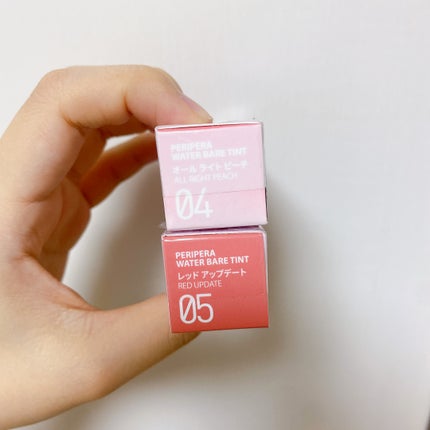 PERIPERA
WATER BARE TINT
オール ライト ピーチ
ALL RIGHT PEACH
04
PERIPERA
WATER BARE TINT
レッド アップデート
RED UPDATE
05